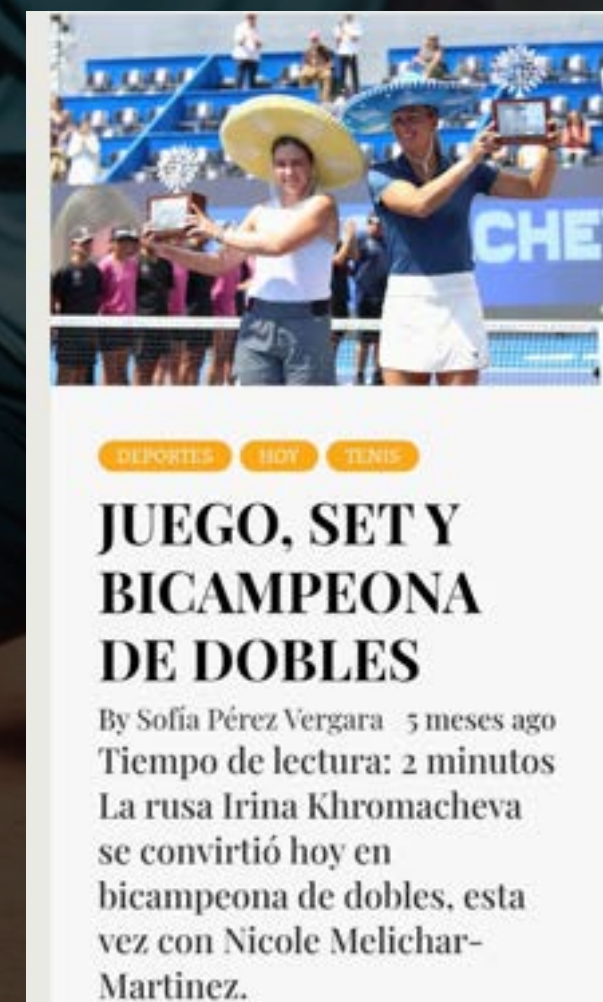 CHE
DEPORTES HOY TENIS
JUEGO, SET Y
BICAMPEONA
DE DOBLES
By Sofía Pérez Vergara 5 meses ago
Tiempo de lectura: 2 minutos
La rusa Irina Khromacheva
se convirtió hoy en
bicampeona de dobles, esta
vez con Nicole Melichar-
Martinez.